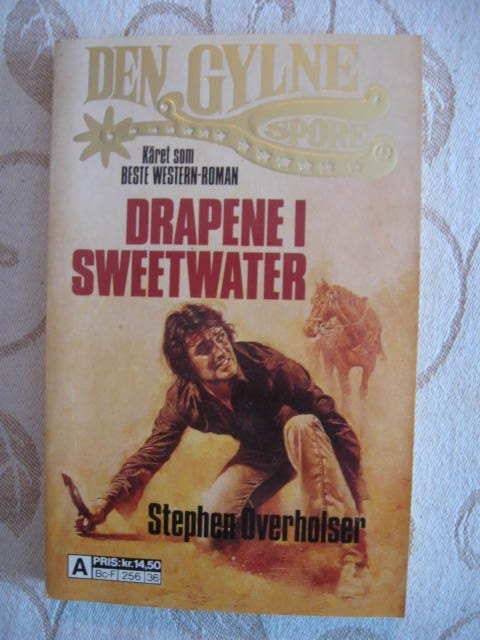 DEN GYLNE
SPORE
Kåret som
BESTE WESTERN-ROMAN
DRAPENE I
SWEETWATER
Stephen Overholser
A PRIS: kr. 14,50
Bc-F 256 36